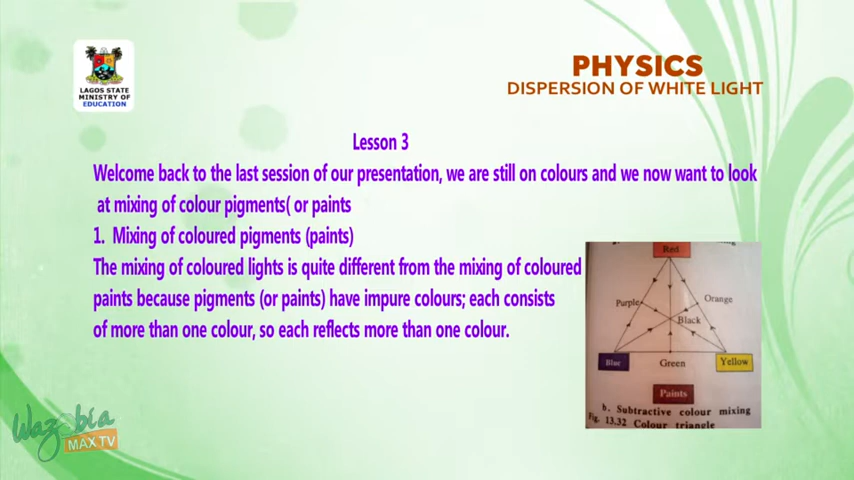 LAGOS STATE
MINISTRY OF
EDUCATION
PHYSICS
DISPERSION OF WHITE LIGHT
Lesson 3
Welcome back to the last session of our presentation, we are still on colours and we now want to look
at mixing of colour pigments( or paints
1. Mixing of coloured pigments (paints)
The mixing of coloured lights is quite different from the mixing of coloured
paints because pigments (or paints) have impure colours; each consists
of more than one colour, so each reflects more than one colour.
Red
Purple
Orange
Black
Blue
Green
Yellow
Paints
b. Subtractive colour mixing
Fig. 13.32 Colour triangle
Wazobia
MAX TV